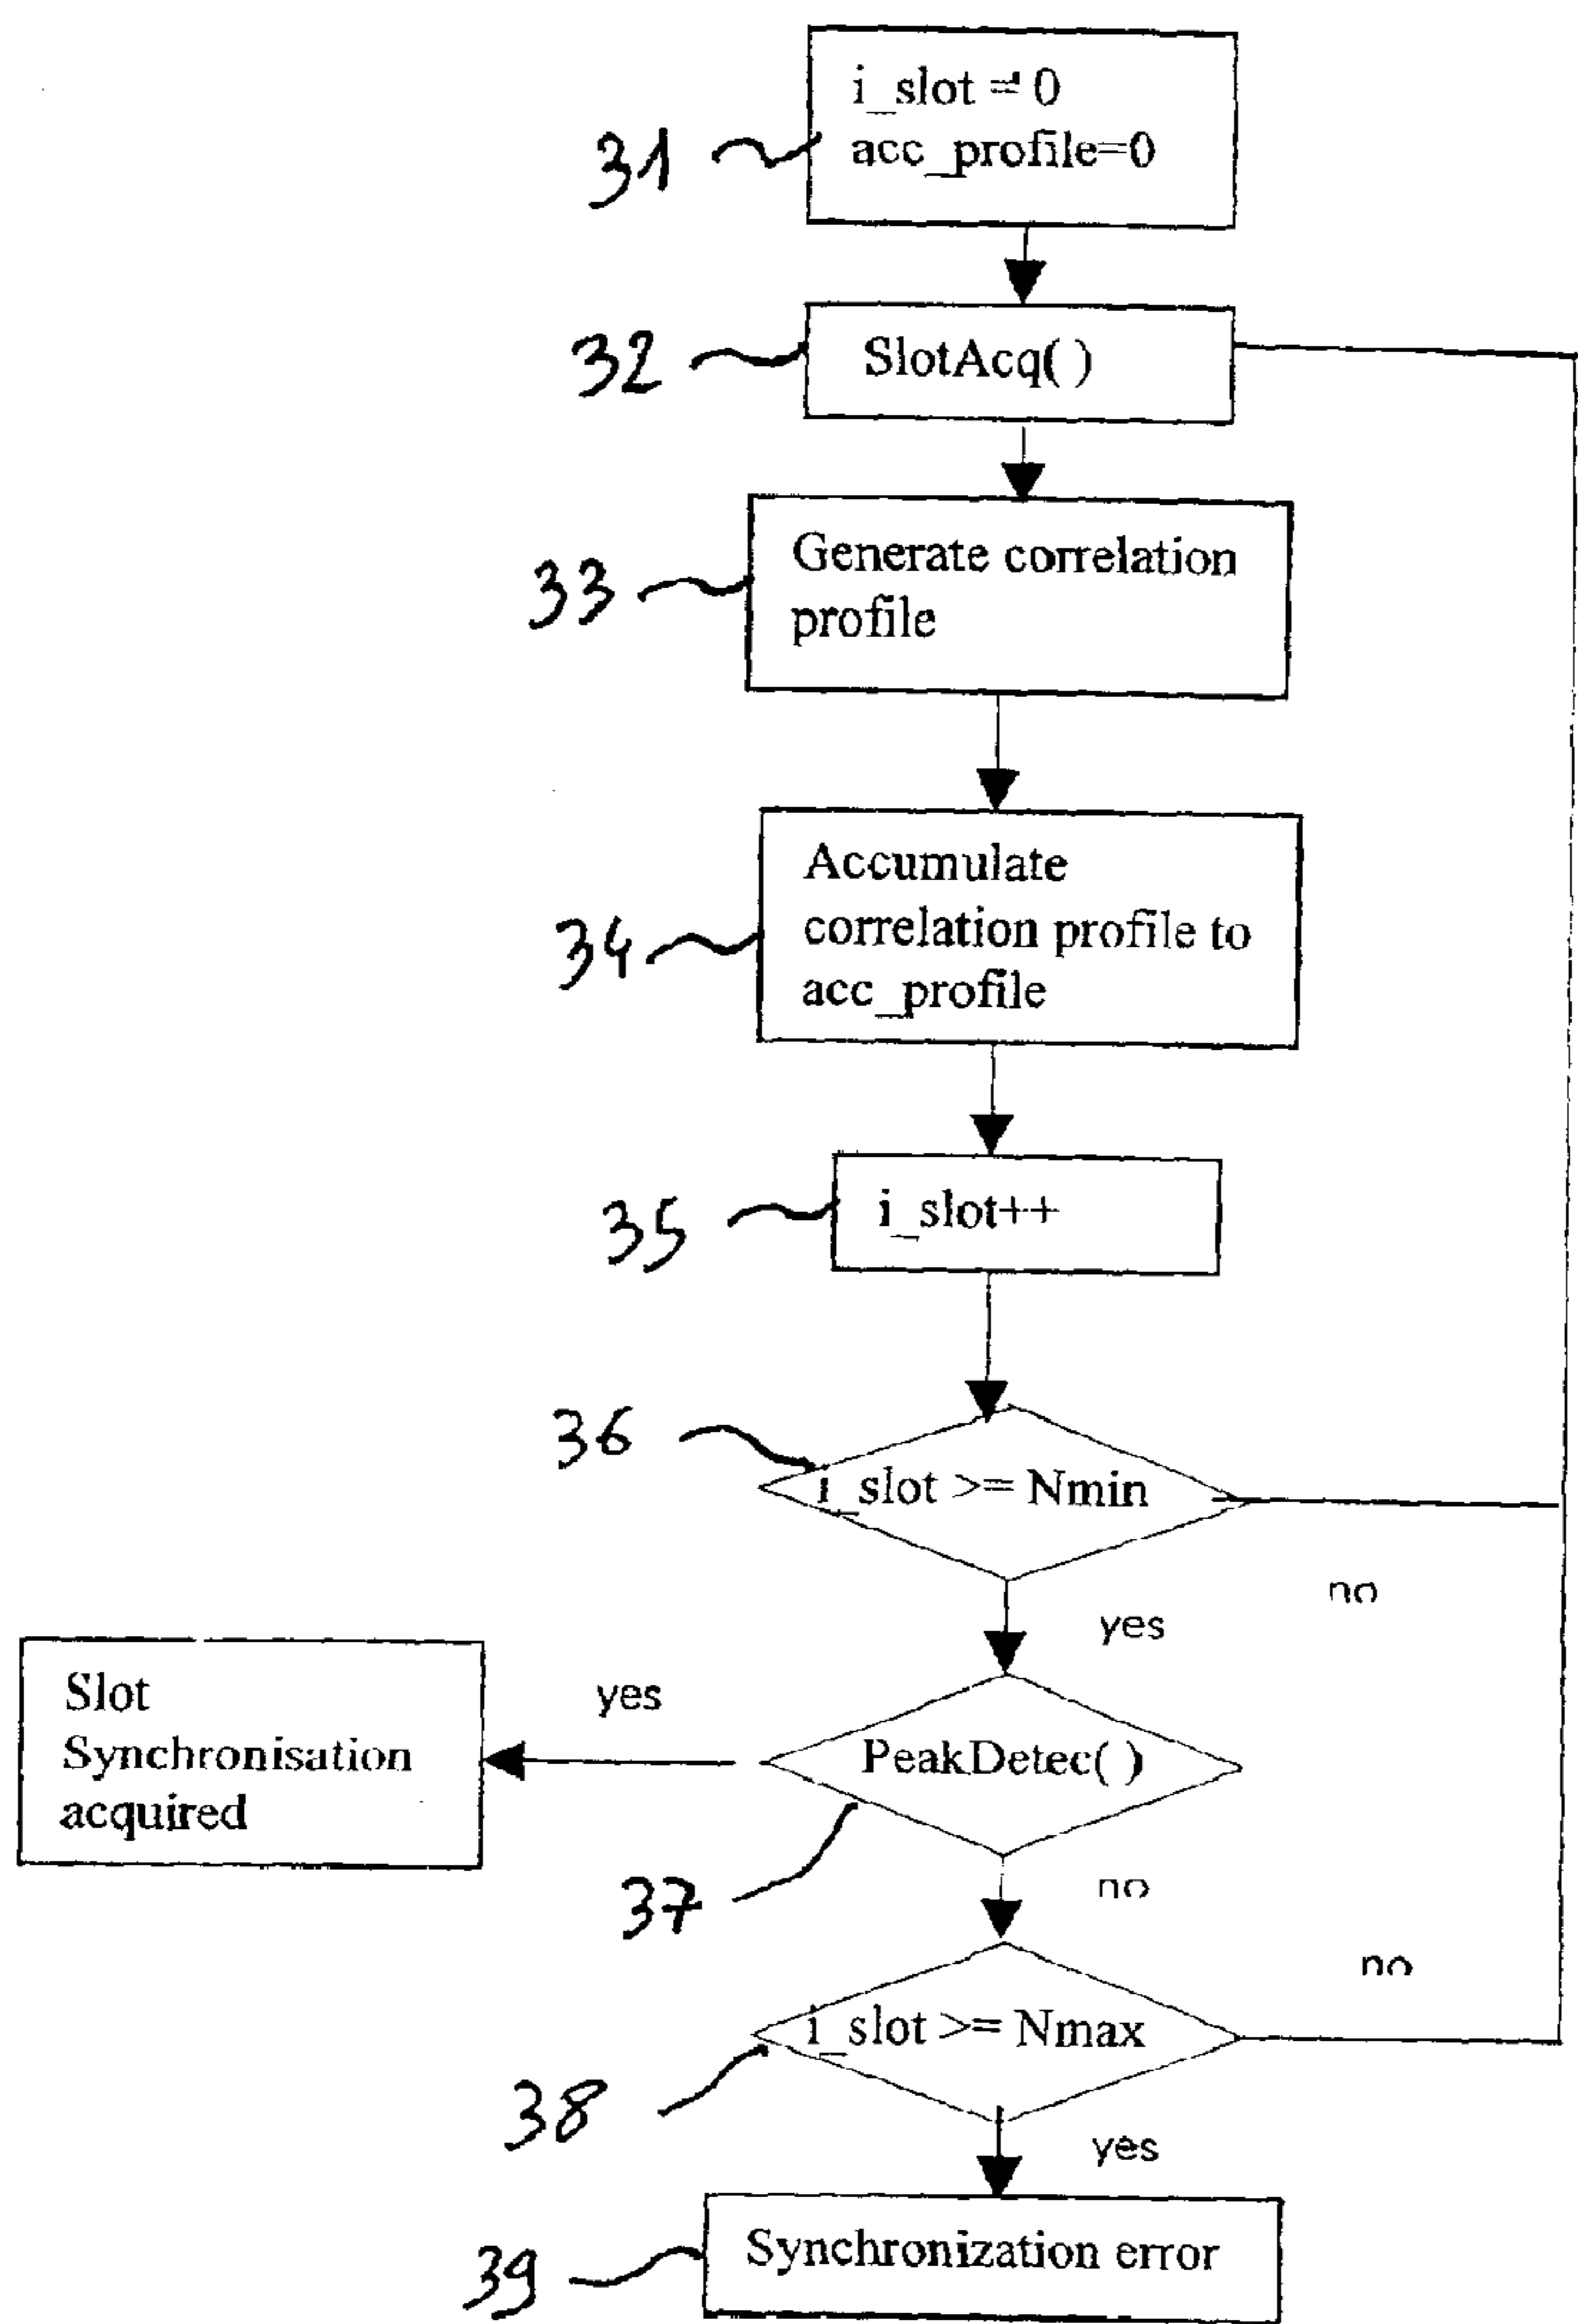 i_slot = 0
acc_profile=0
31
32
SlotAcq( )
33
Generate correlation
profile
34
Accumulate
correlation profile to
acc_profile
35
i_slot++
36
i_slot >= Nmin
no
yes
Slot
Synchronisation
acquired
yes
PeakDetec( )
37
no
no
i_slot >= Nmax
38
yes
39
Synchronization error